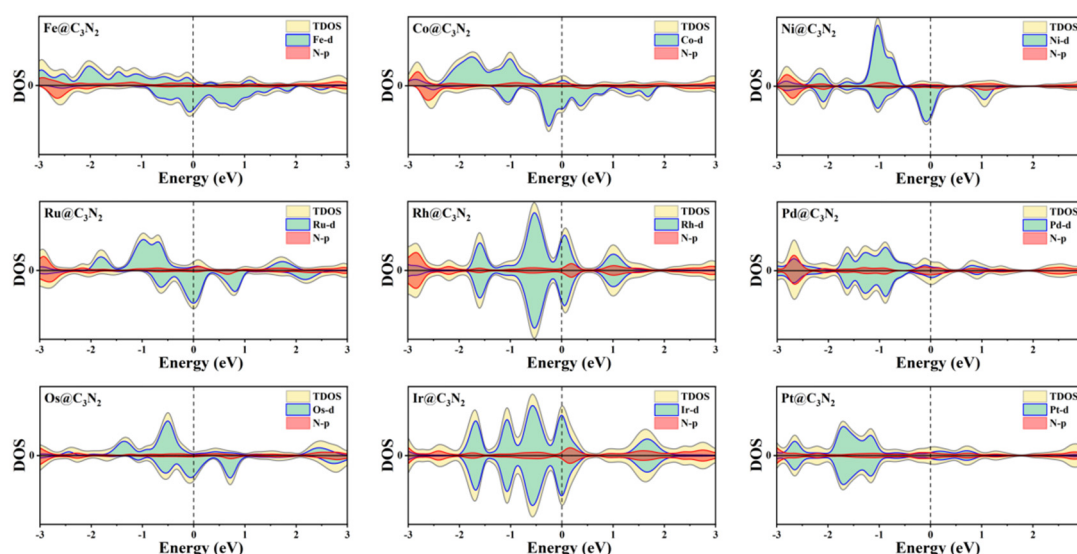 Fe@C₃N₂
TDOS
Fe-d
N-p
DOS
0
-3 -2 -1 0 1 2 3
Energy (eV)
Co@C₃N₂
TDOS
Co-d
N-p
DOS
0
-3 -2 -1 0 1 2 3
Energy (eV)
Ni@C₃N₂
TDOS
Ni-d
N-p
DOS
0
-3 -2 -1 0 1 2
Energy (eV)
Ru@C₃N₂
TDOS
Ru-d
N-p
DOS
0
-3 -2 -1 0 1 2 3
Energy (eV)
Rh@C₃N₂
TDOS
Rh-d
N-p
DOS
0
-3 -2 -1 0 1 2 3
Energy (eV)
Pd@C₃N₂
TDOS
Pd-d
N-p
DOS
0
-3 -2 -1 0 1 2
Energy (eV)
Os@C₃N₂
TDOS
Os-d
N-p
DOS
0
-3 -2 -1 0 1 2 3
Energy (eV)
Ir@C₃N₂
TDOS
Ir-d
N-p
DOS
0
-3 -2 -1 0 1 2 3
Energy (eV)
Pt@C₃N₂
TDOS
Pt-d
N-p
DOS
0
-3 -2 -1 0 1 2
Energy (eV)